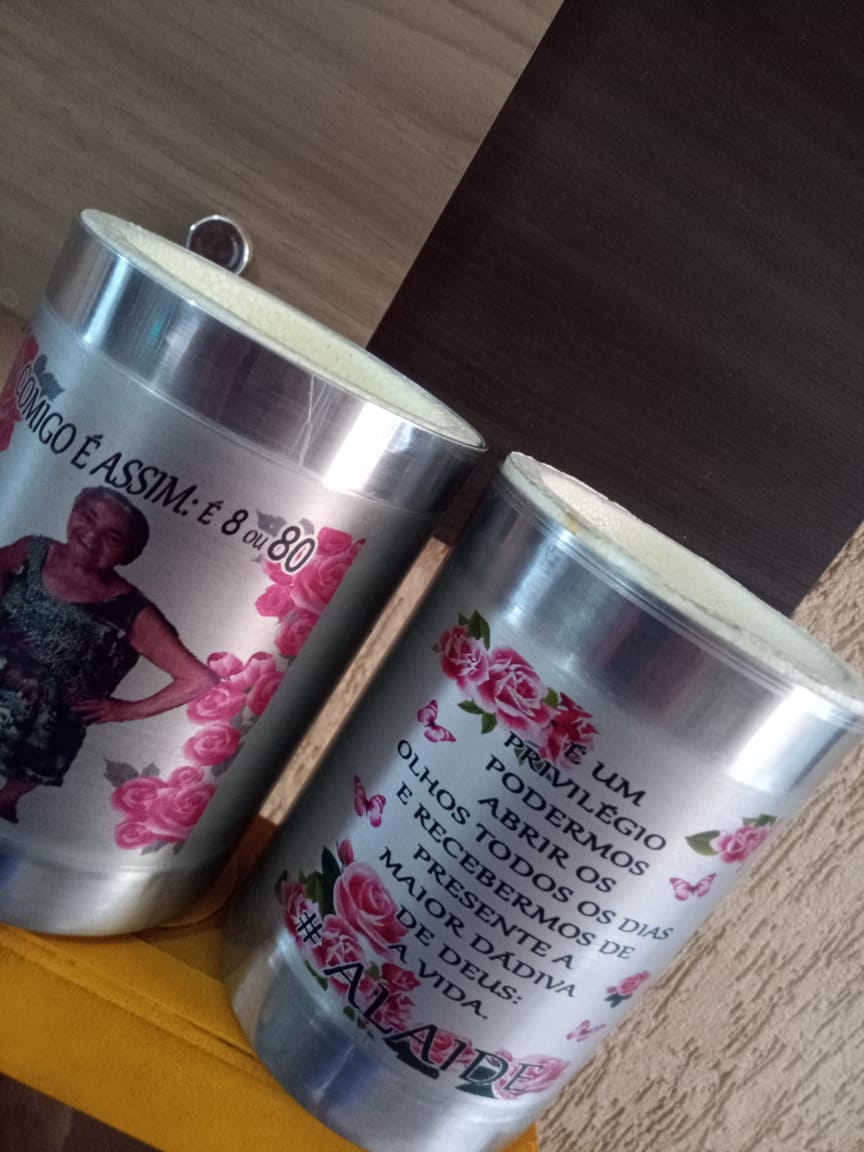 COMIGO É ASSIM: É 8 ou 80
É UM
PRIVILÉGIO
PODERMOS
ABRIR OS
OLHOS TODOS OS DIAS
E RECEBERMOS DE
PRESENTE A
MAIOR DÁDIVA
DE DEUS:
A VIDA.
# ALAIDE